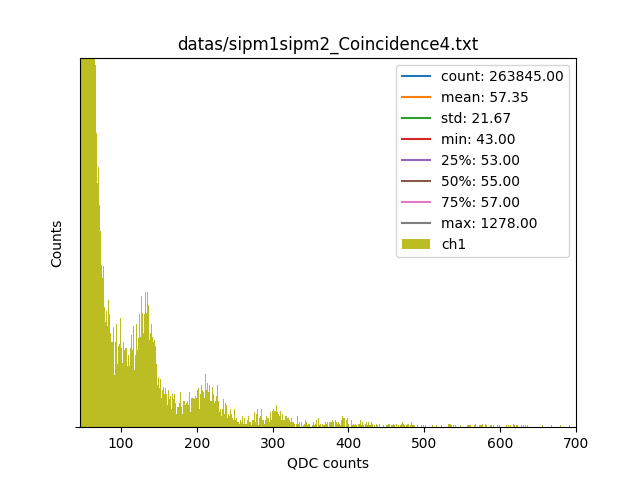 datas/sipm1sipm2_Coincidence4.txt
count: 263845.00
mean: 57.35
std: 21.67
min: 43.00
25%: 53.00
50%: 55.00
75%: 57.00
max: 1278.00
ch1
Counts
100 200 300 400 500 600 700
QDC counts